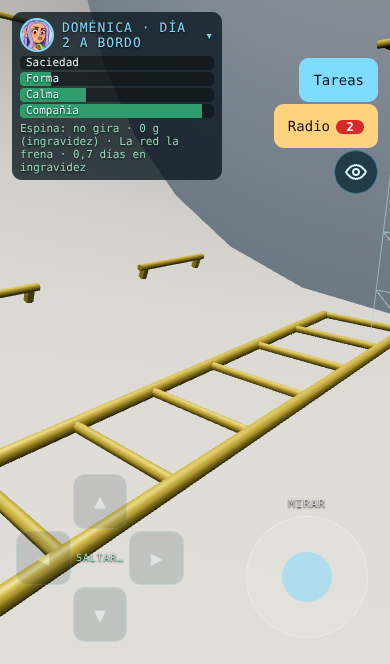 DOMÉNICA · DÍA
2 A BORDO
▼
Saciedad
Forma
Calma
Compañía
Espina: no gira · 0 g
(ingravidez) · La red la
frena · 0,7 días en
ingravidez
Tareas
Radio 2
MIRAR
▲
◀ SALTAR… ▶
▼